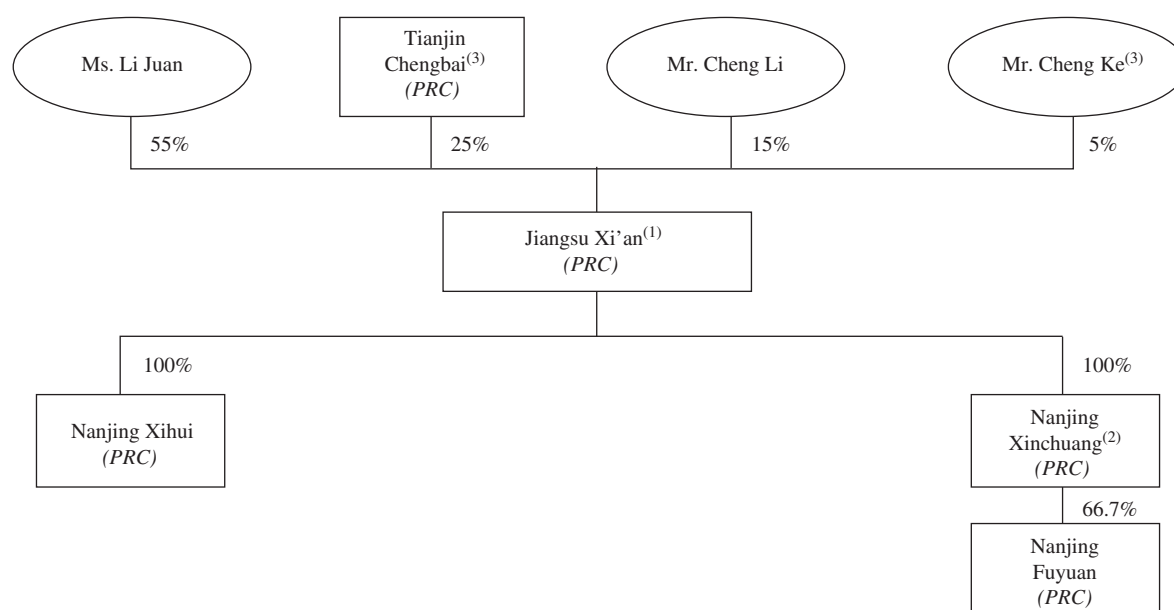 Ms. Li Juan
Tianjin
Chengbai(3)
(PRC)
Mr. Cheng Li
Mr. Cheng Ke(3)
55%
25%
15%
5%
Jiangsu Xi’an(1)
(PRC)
100%
100%
Nanjing Xihui
(PRC)
Nanjing
Xinchuang(2)
(PRC)
66.7%
Nanjing
Fuyuan
(PRC)